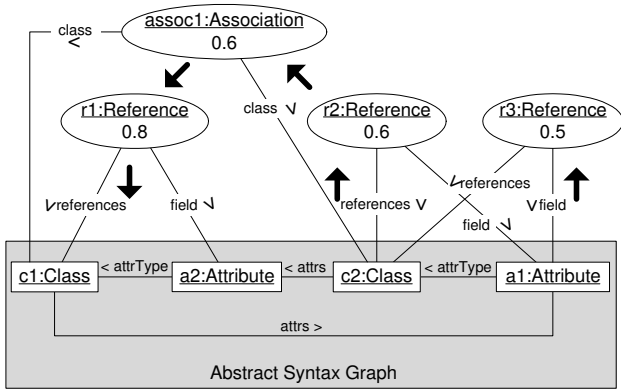 assoc1:Association
0.6
class
<
r1:Reference
0.8
class V
r2:Reference
0.6
r3:Reference
0.5
V references
field V
references V
V references
field V
V field
c1:Class
< attrType
a2:Attribute
< attrs
c2:Class
< attrType
a1:Attribute
attrs >
Abstract Syntax Graph